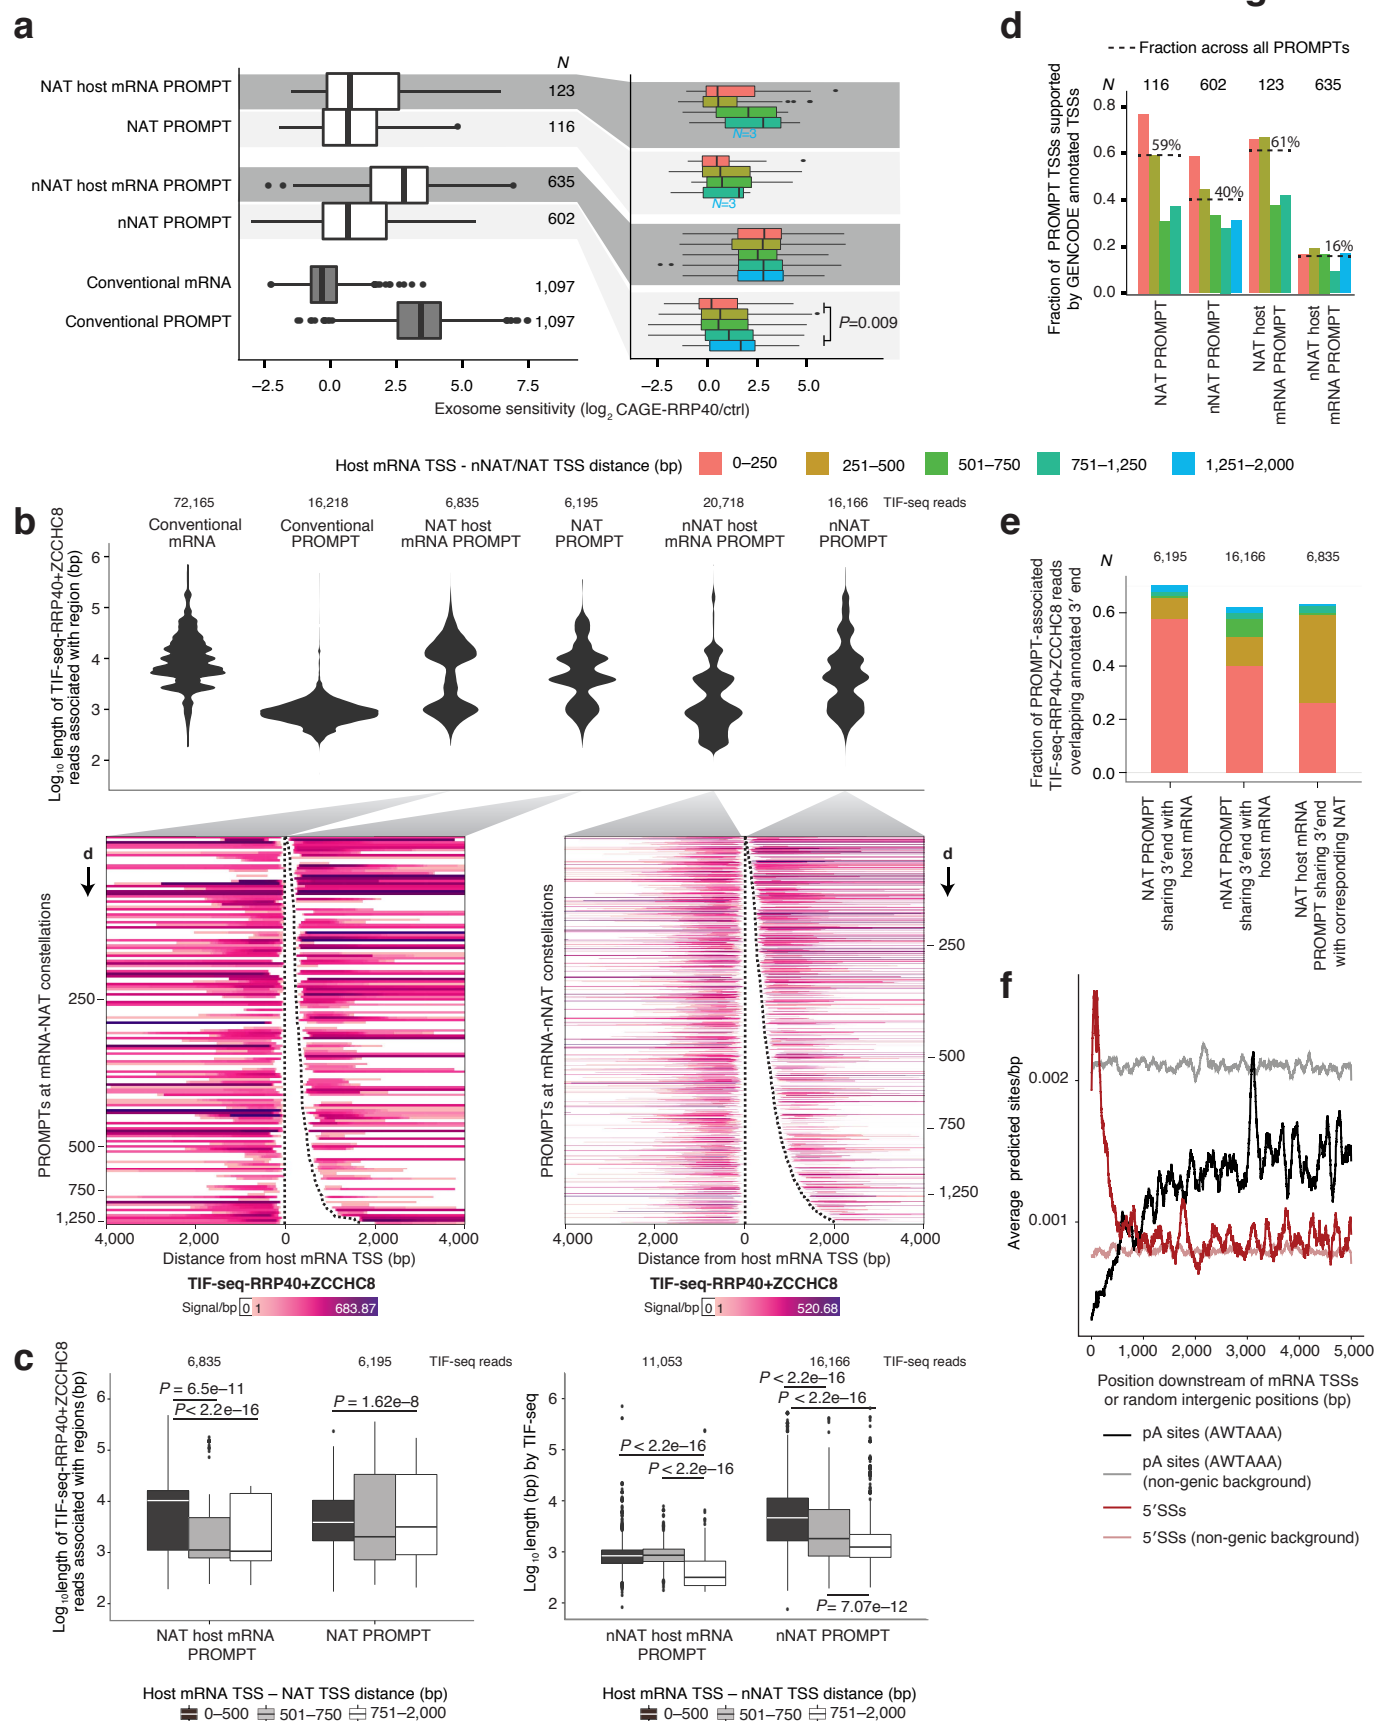 a
N
NAT host mRNA PROMPT
123
NAT PROMPT
116
nNAT host mRNA PROMPT
635
nNAT PROMPT
602
Conventional mRNA
1,097
Conventional PROMPT
1,097
N=3
N=3
P=0.009
−2.5 0.0 2.5 5.0 7.5
−2.5 0.0 2.5 5.0
Exosome sensitivity (log2 CAGE-RRP40/ctrl)
Host mRNA TSS - nNAT/NAT TSS distance (bp) 0–250 251–500 501–750 751–1,250 1,251–2,000
d
Fraction across all PROMPTs
N 116 602 123 635
Fraction of PROMPT TSSs supported
by GENCODE annotated TSSs
0.8
0.6
0.4
0.2
0.0
59%
40%
61%
16%
NAT PROMPT
nNAT PROMPT
NAT host
mRNA PROMPT
nNAT host
mRNA PROMPT
b
72,165 16,218 6,835 6,195 20,718 16,166 TIF-seq reads
Conventional
mRNA
Conventional
PROMPT
NAT host
mRNA PROMPT
NAT
PROMPT
nNAT host
mRNA PROMPT
nNAT
PROMPT
Log10 length of TIF-seq-RRP40+ZCCHC8
reads associated with region (bp)
6
5
4
3
2
d
PROMPTs at mRNA-NAT constellations
250
500
750
1,250
4,000 2,000 0 2,000 4,000
Distance from host mRNA TSS (bp)
TIF-seq-RRP40+ZCCHC8
Signal/bp 0 1 683.87
d
PROMPTs at mRNA-nNAT constellations
250
500
750
1,250
4,000 2,000 0 2,000 4,000
Distance from host mRNA TSS (bp)
TIF-seq-RRP40+ZCCHC8
Signal/bp 0 1 520.68
e
N 6,195 16,166 6,835
Fraction of PROMPT-associated
TIF-seq-RRP40+ZCCHC8 reads
overlapping annotated 3′ end
0.6
0.4
0.2
0.0
NAT PROMPT
sharing 3′end with
host mRNA
nNAT PROMPT
sharing 3′end with
host mRNA
NAT host mRNA
PROMPT sharing 3′end
with corresponding NAT
f
Average predicted sites/bp
0.002
0.001
0 1,000 2,000 3,000 4,000 5,000
Position downstream of mRNA TSSs
or random intergenic positions (bp)
pA sites (AWTAAA)
pA sites (AWTAAA)
(non-genic background)
5′SSs
5′SSs (non-genic background)
c
6,835 6,195 TIF-seq reads
Log10 length of TIF-seq-RRP40+ZCCHC8
reads associated with regions (bp)
6
5
4
3
2
P = 6.5e−11
P < 2.2e−16
P = 1.62e−8
NAT host mRNA
PROMPT
NAT PROMPT
Host mRNA TSS – NAT TSS distance (bp)
0–500 501–750 751–2,000
11,053 16,166 TIF-seq reads
Log10 length (bp) by TIF-seq
6
5
4
3
2
P < 2.2e−16
P < 2.2e−16
P < 2.2e−16
P < 2.2e−16
P = 7.07e−12
nNAT host mRNA
PROMPT
nNAT PROMPT
Host mRNA TSS – nNAT TSS distance (bp)
0–500 501–750 751–2,000